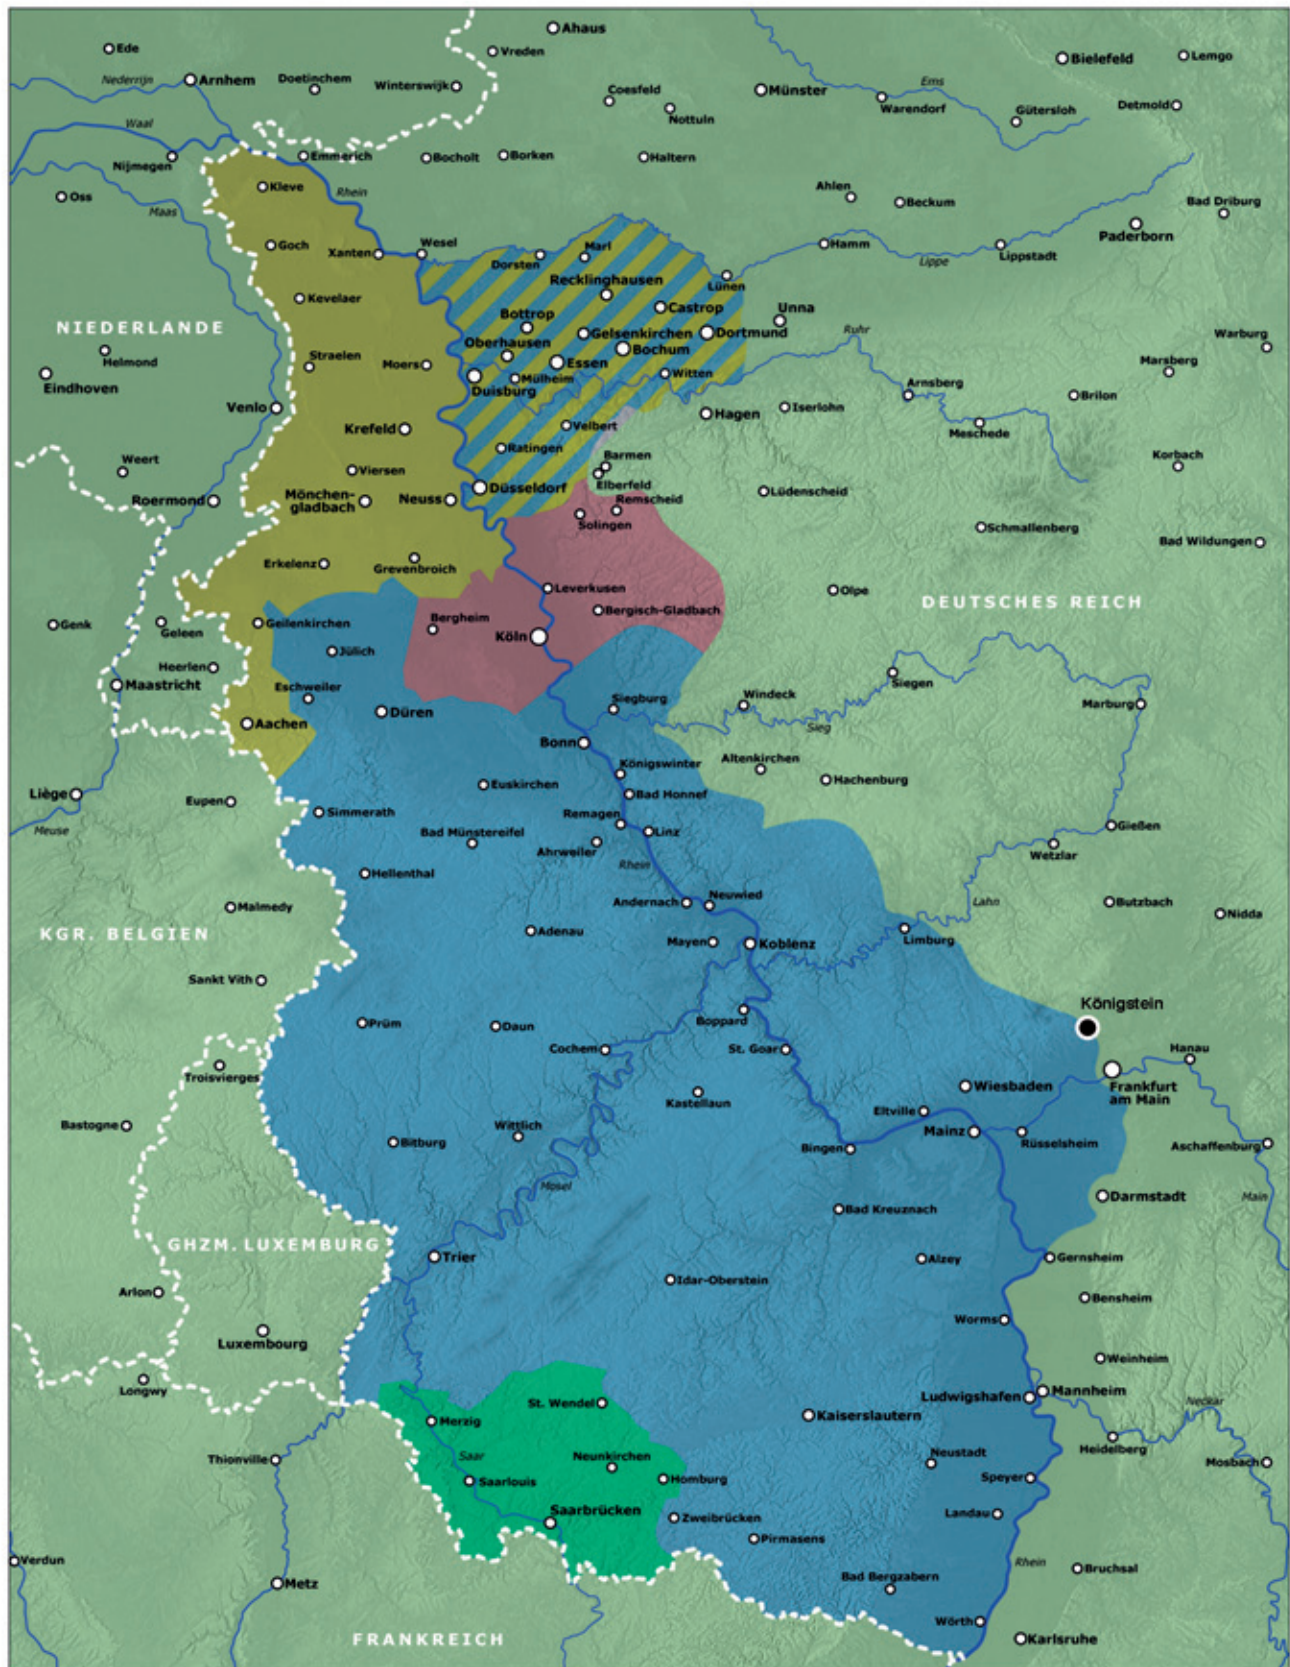 Ahaus
Ede
Vreden
Bielefeld
Lemgo
Nederrijn
Arnhem
Doetinchem
Winterswijk
Coesfeld
Münster
Ems
Warendorf
Detmold
Nottuln
Gütersloh
Waal
Nijmegen
Emmerich
Bocholt
Borken
Haltern
Kleve
Rhein
Oss
Maas
Ahlen
Beckum
Bad Driburg
Paderborn
Goch
Xanten
Wesel
Dorsten
Marl
Hamm
Lippe
Lippstadt
Recklinghausen
Lünen
Kevelaer
Castrop
Unna
Bottrop
NIEDERLANDE
Gelsenkirchen
Dortmund
Ruhr
Warburg
Helmond
Oberhausen
Bochum
Straelen
Moers
Essen
Marsberg
Eindhoven
Mülheim
Witten
Duisburg
Arnsberg
Brilon
Venlo
Hagen
Iserlohn
Krefeld
Velbert
Meschede
Ratingen
Weert
Viersen
Barmen
Korbach
Elberfeld
Roermond
Mönchen-
gladbach
Neuss
Düsseldorf
Remscheid
Lüdenscheid
Solingen
Schmallenberg
Bad Wildungen
Erkelenz
Grevenbroich
Leverkusen
Olpe
DEUTSCHES REICH
Bergisch-Gladbach
Genk
Geleen
Geilenkirchen
Bergheim
Köln
Jülich
Heerlen
Maastricht
Eschweiler
Siegen
Düren
Siegburg
Windeck
Marburg
Aachen
Sieg
Bonn
Altenkirchen
Königswinter
Hachenburg
Liège
Eupen
Euskirchen
Bad Honnef
Meuse
Simmerath
Remagen
Linz
Gießen
Bad Münstereifel
Ahrweiler
Wetzlar
Rhein
Hellenthal
Malmedy
Andernach
Neuwied
Lahn
Butzbach
Nidda
KGR. BELGIEN
Adenau
Mayen
Koblenz
Limburg
Sankt Vith
Königstein
Prüm
Daun
Boppard
Cochem
St. Goar
Hanau
Troisvierges
Wiesbaden
Frankfurt
am Main
Kastellaun
Eltville
Bastogne
Wittlich
Mainz
Rüsselsheim
Bitburg
Bingen
Aschaffenburg
Mosel
Main
Darmstadt
Bad Kreuznach
GHZM. LUXEMBURG
Trier
Alzey
Gernsheim
Idar-Oberstein
Arlon
Bensheim
Worms
Luxembourg
Weinheim
Longwy
Mannheim
Ludwigshafen
St. Wendel
Neckar
Merzig
Kaiserslautern
Heidelberg
Thionville
Saar
Neunkirchen
Neustadt
Mosbach
Saarlouis
Homburg
Speyer
Saarbrücken
Zweibrücken
Landau
Pirmasens
Verdun
Rhein
Bruchsal
Metz
Bad Bergzabern
Wörth
FRANKREICH
Karlsruhe